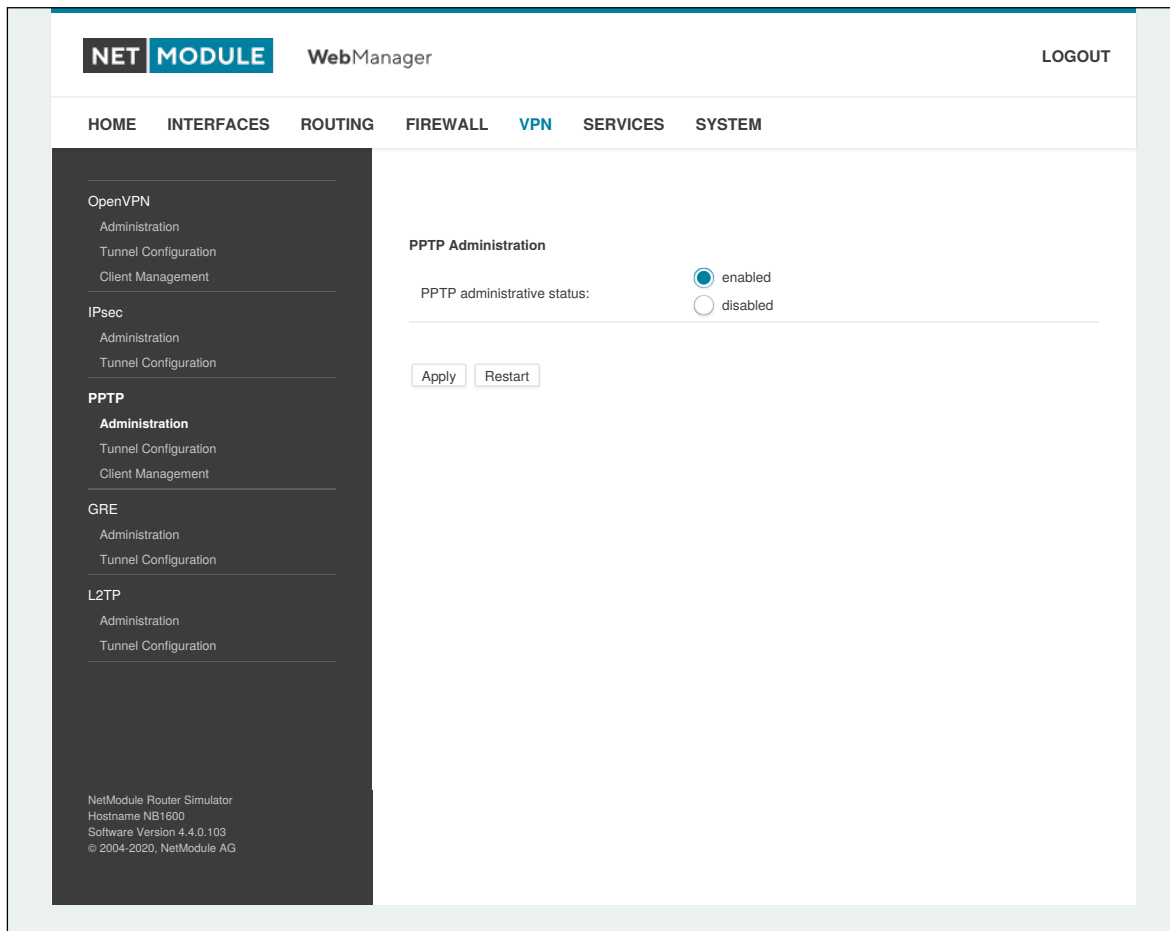 NET MODULE WebManager LOGOUT
HOME INTERFACES ROUTING FIREWALL VPN SERVICES SYSTEM
OpenVPN
Administration
Tunnel Configuration
Client Management
IPsec
Administration
Tunnel Configuration
PPTP
Administration
Tunnel Configuration
Client Management
GRE
Administration
Tunnel Configuration
L2TP
Administration
Tunnel Configuration
NetModule Router Simulator
Hostname NB1600
Software Version 4.4.0.103
© 2004-2020, NetModule AG
PPTP Administration
PPTP administrative status:
enabled
disabled
Apply Restart